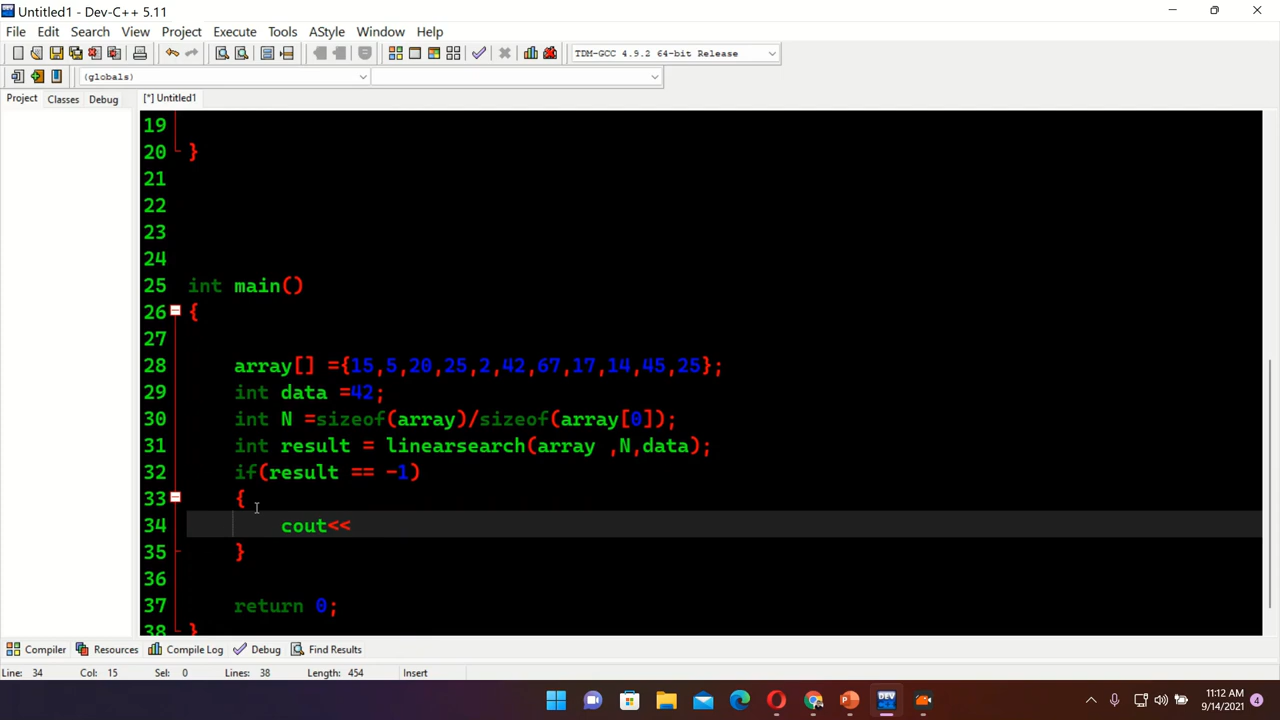 Untitled1 - Dev-C++ 5.11
File Edit Search View Project Execute Tools AStyle Window Help
TDM-GCC 4.9.2 64-bit Release
(globals)
Project Classes Debug [*] Untitled1
19
20 }
21
22
23
24
25 int main()
26 {
27
28 array[] ={15,5,20,25,2,42,67,17,14,45,25};
29 int data =42;
30 int N =sizeof(array)/sizeof(array[0]);
31 int result = linearsearch(array ,N,data);
32 if(result == -1)
33 {
34 cout<<
35 }
36
37 return 0;
38 }
Compiler Resources Compile Log Debug Find Results
Line: 34 Col: 15 Sel: 0 Lines: 38 Length: 454 Insert
DEV
11:12 AM
9/14/2021
4